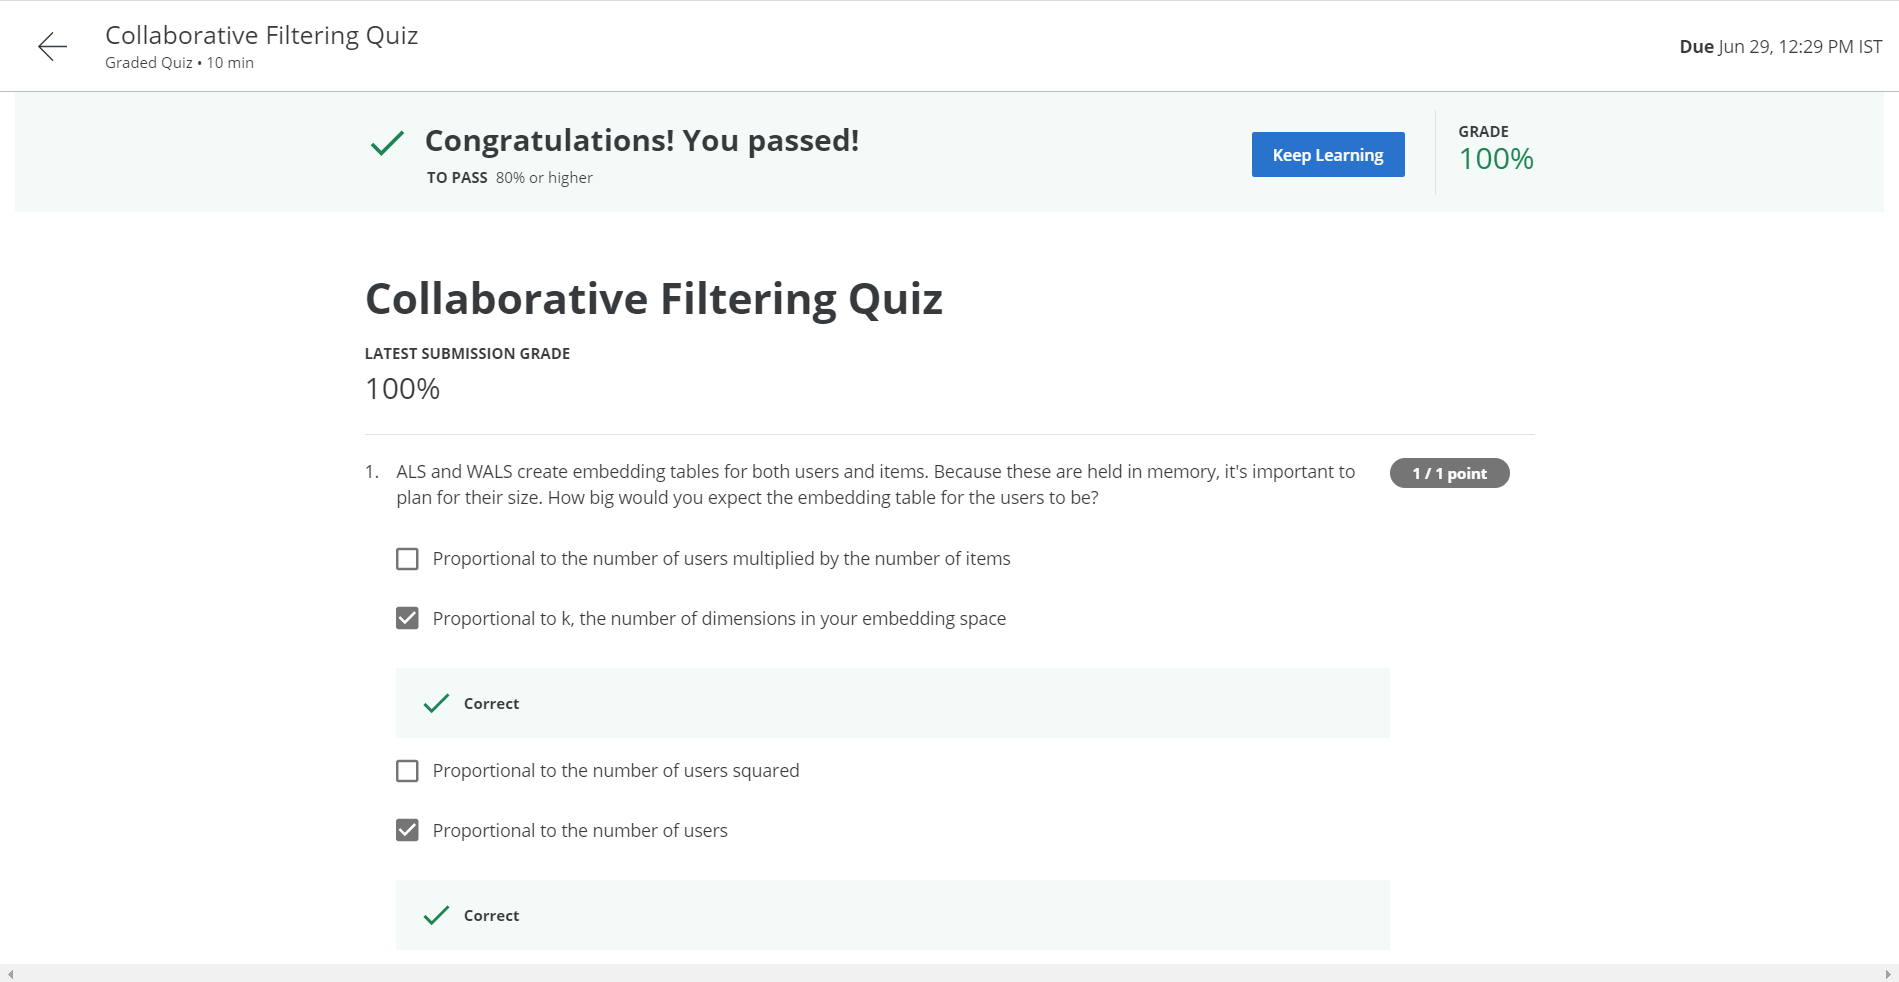 Collaborative Filtering Quiz
Graded Quiz • 10 min
Due Jun 29, 12:29 PM IST
Congratulations! You passed!
TO PASS 80% or higher
Keep Learning
GRADE
100%
Collaborative Filtering Quiz
LATEST SUBMISSION GRADE
100%
1. ALS and WALS create embedding tables for both users and items. Because these are held in memory, it's important to
plan for their size. How big would you expect the embedding table for the users to be?
1 / 1 point
Proportional to the number of users multiplied by the number of items
Proportional to k, the number of dimensions in your embedding space
Correct
Proportional to the number of users squared
Proportional to the number of users
Correct